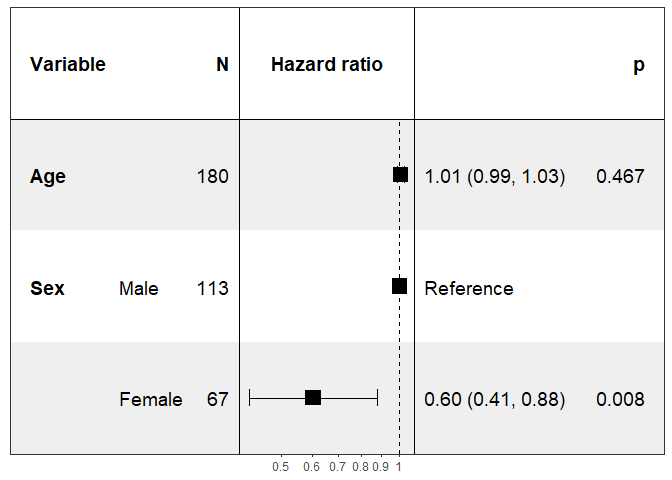 Variable N Hazard ratio p
Age 180 1.01 (0.99, 1.03) 0.467
Sex Male 113 Reference
Female 67 0.60 (0.41, 0.88) 0.008
0.5 0.6 0.7 0.8 0.9 1